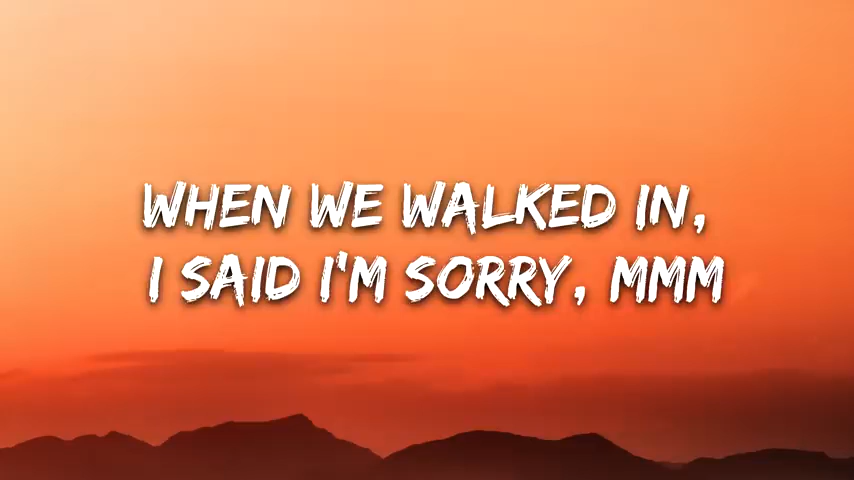 WHEN WE WALKED IN,
I SAID I'M SORRY, MMM